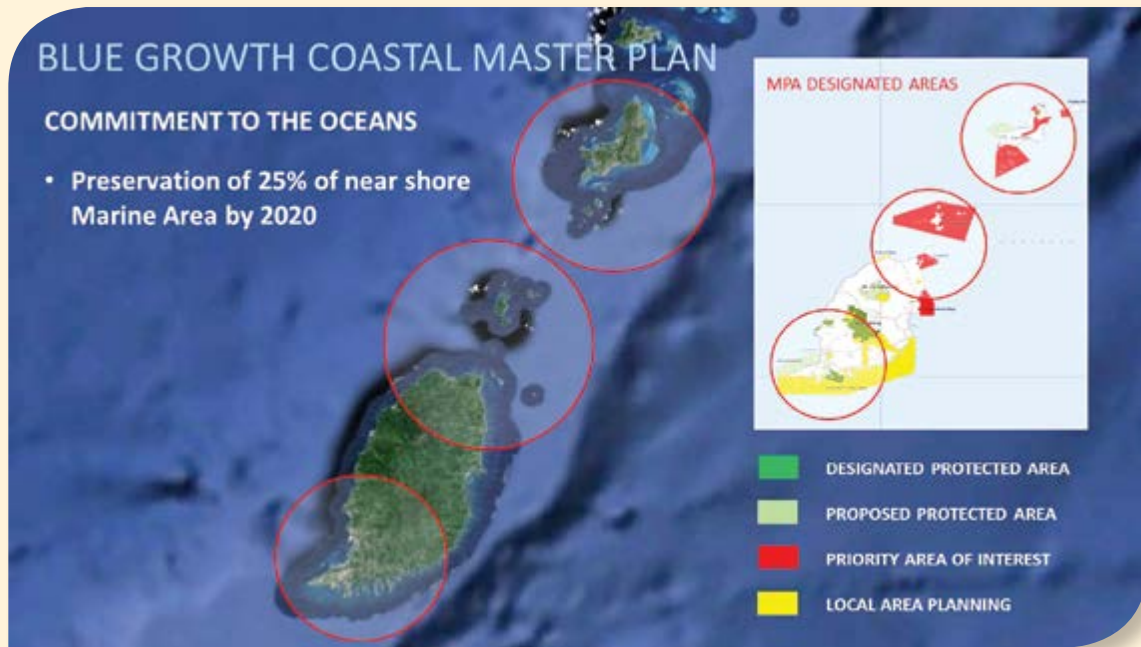 BLUE GROWTH COASTAL MASTER PLAN
COMMITMENT TO THE OCEANS
• Preservation of 25% of near shore
Marine Area by 2020
MPA DESIGNATED AREAS
DESIGNATED PROTECTED AREA
PROPOSED PROTECTED AREA
PRIORITY AREA OF INTEREST
LOCAL AREA PLANNING